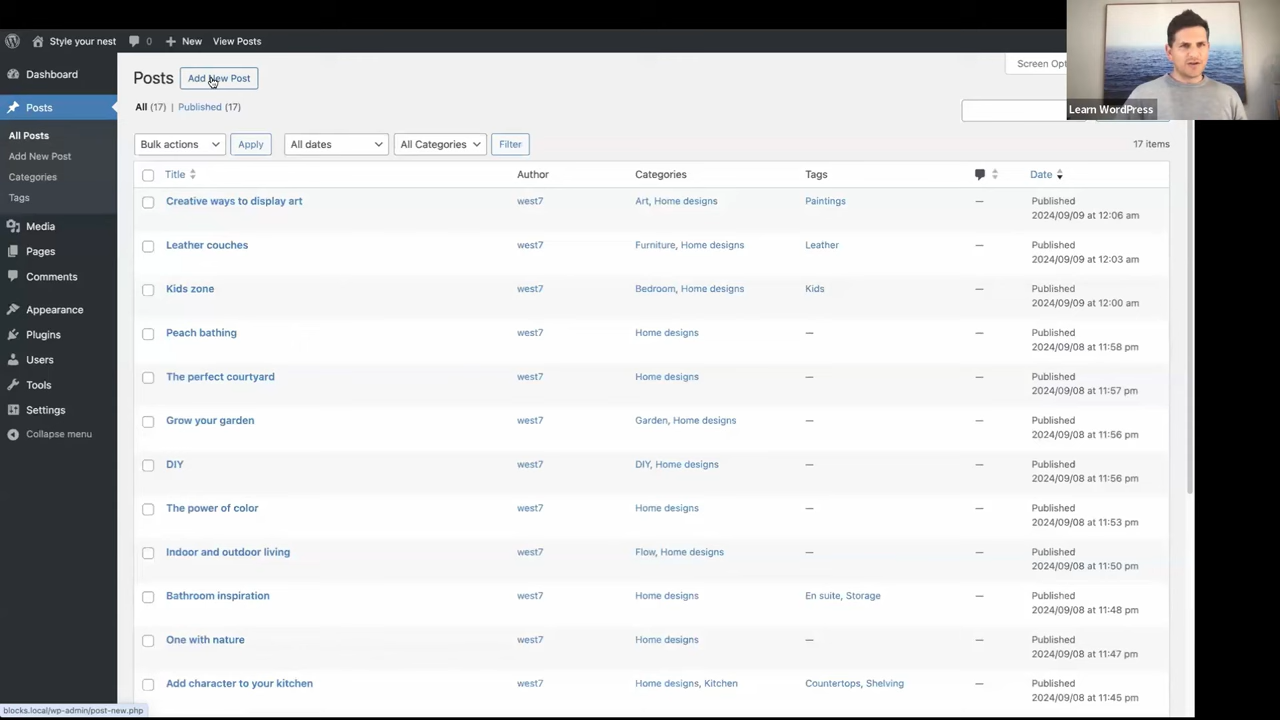 Style your nest 0 New View Posts
Dashboard
Posts
All Posts
Add New Post
Categories
Tags
Media
Pages
Comments
Appearance
Plugins
Users
Tools
Settings
Collapse menu
Posts Add New Post
Screen Opt
Learn WordPress
All (17) | Published (17)
Bulk actions Apply All dates All Categories Filter 17 items
Title Author Categories Tags Date
Creative ways to display art west7 Art, Home designs Paintings — Published
2024/09/09 at 12:06 am
Leather couches west7 Furniture, Home designs Leather — Published
2024/09/09 at 12:03 am
Kids zone west7 Bedroom, Home designs Kids — Published
2024/09/09 at 12:00 am
Peach bathing west7 Home designs — — Published
2024/09/08 at 11:58 pm
The perfect courtyard west7 Home designs — — Published
2024/09/08 at 11:57 pm
Grow your garden west7 Garden, Home designs — — Published
2024/09/08 at 11:56 pm
DIY west7 DIY, Home designs — — Published
2024/09/08 at 11:56 pm
The power of color west7 Home designs — — Published
2024/09/08 at 11:53 pm
Indoor and outdoor living west7 Flow, Home designs — — Published
2024/09/08 at 11:50 pm
Bathroom inspiration west7 Home designs En suite, Storage — Published
2024/09/08 at 11:48 pm
One with nature west7 Home designs — — Published
2024/09/08 at 11:47 pm
Add character to your kitchen west7 Home designs, Kitchen Countertops, Shelving — Published
2024/09/08 at 11:45 pm
blocks.local/wp-admin/post-new.php